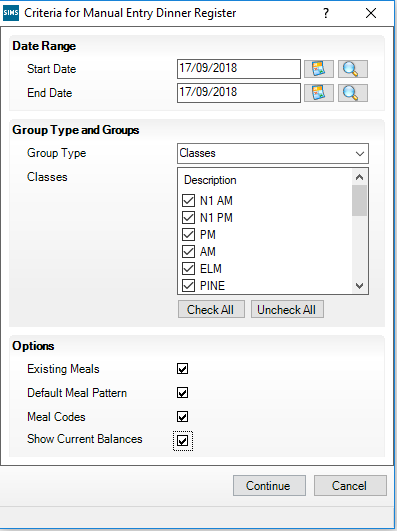 SIMS Criteria for Manual Entry Dinner Register ? X
Date Range
Start Date 17/09/2018
End Date 17/09/2018
Group Type and Groups
Group Type Classes
Classes Description
N1 AM
N1 PM
PM
AM
ELM
PINE
Check All Uncheck All
Options
Existing Meals
Default Meal Pattern
Meal Codes
Show Current Balances
Continue Cancel